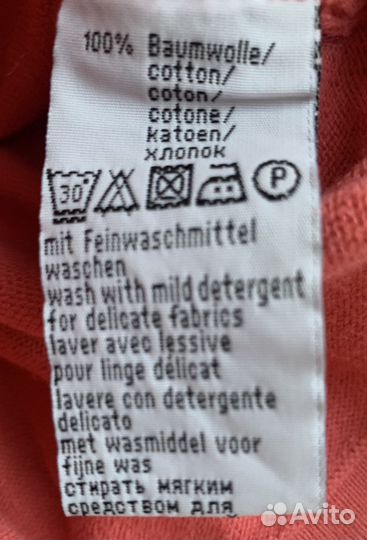 100% Baumwolle/
cotton/
coton/
cotone/
katoen/
хлопок
30° P
mit Feinwaschmittel
waschen
wash with mild detergent
for delicate fabrics
laver avec lessive
pour linge délicat
lavere con detergente
delicato
met wasmiddel voor
fijne was
стирать мягким
средством для
Avito